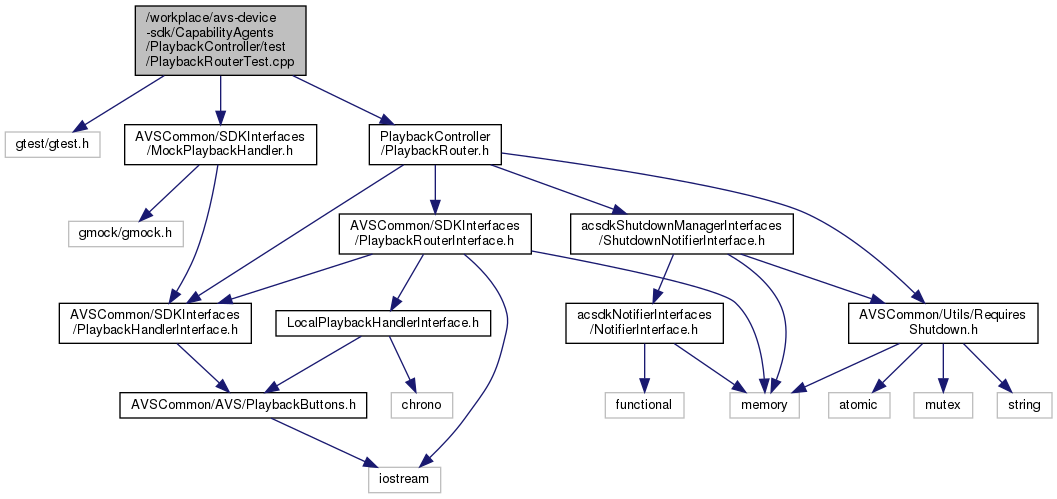 /workplace/avs-device
-sdk/CapabilityAgents
/PlaybackController/test
/PlaybackRouterTest.cpp
gtest/gtest.h
AVSCommon/SDKInterfaces
/MockPlaybackHandler.h
PlaybackController
/PlaybackRouter.h
gmock/gmock.h
AVSCommon/SDKInterfaces
/PlaybackRouterInterface.h
acsdkShutdownManagerInterfaces
/ShutdownNotifierInterface.h
AVSCommon/SDKInterfaces
/PlaybackHandlerInterface.h
LocalPlaybackHandlerInterface.h
acsdkNotifierInterfaces
/NotifierInterface.h
AVSCommon/Utils/Requires
Shutdown.h
AVSCommon/AVS/PlaybackButtons.h
chrono
functional
memory
atomic
mutex
string
iostream